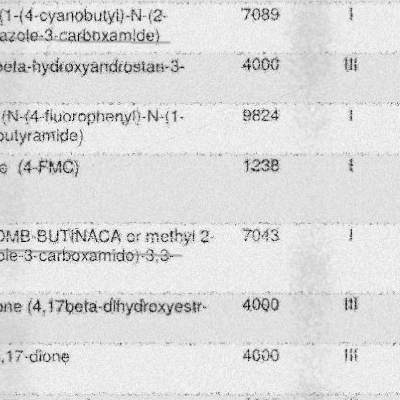 (1-(4-cyanobutyl)-N-(2- 7089 I
azole-3-carboxamide)
beta-hydroxyandrostan-3- 4000 III
(N-(4-fluorophenyl)-N-(1- 9824 I
butyramide)
e (4-FMC) 1238 I
DMB-BUTINACA or methyl 2- 7043 I
ole-3-carboxamido)-3,3-
one (4,17beta-dihydroxyestr- 4000 III
,17-dione 4000 III